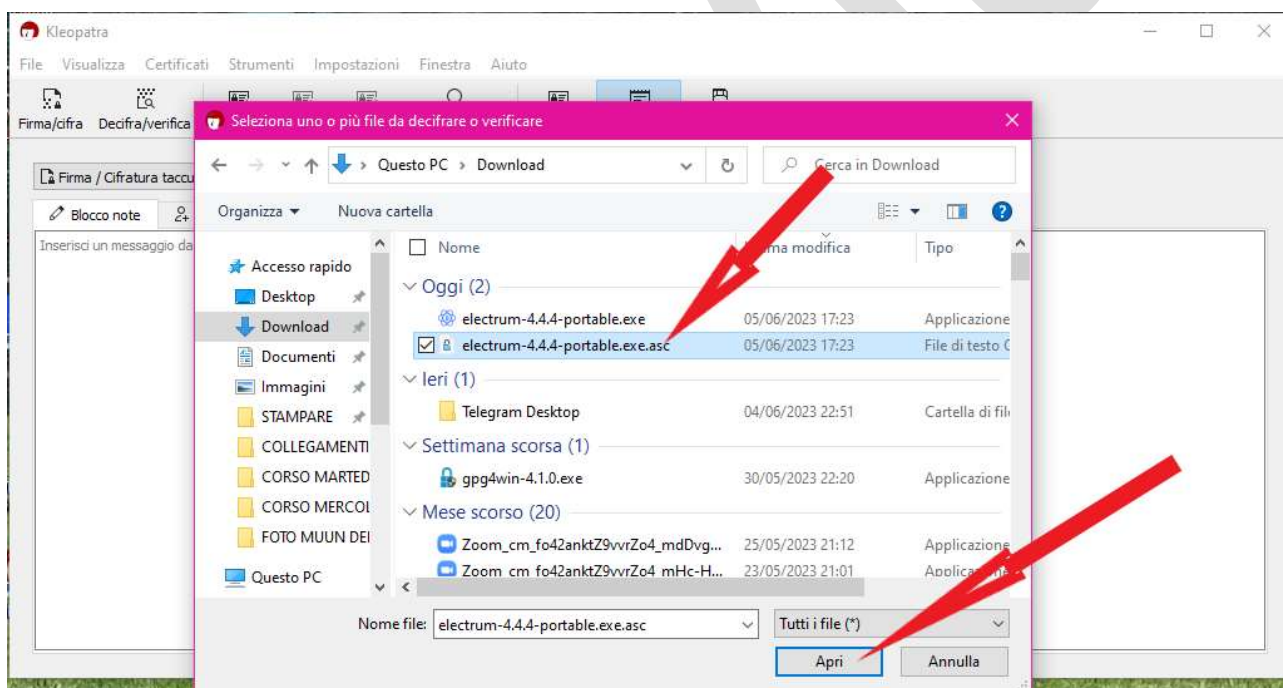 Kleopatra
File Visualizza Certificati Strumenti Impostazioni Finestra Aiuto
Firma/cifra Decifra/verifica
Seleziona uno o più file da decifrare o verificare
Questo PC > Download
Cerca in Download
Firma / Cifratura taccu
Organizza Nuova cartella
Blocco note
Inserisci un messaggio da
Nome modifica Tipo
Accesso rapido
Oggi (2)
Desktop
electrum-4.4.4-portable.exe 05/06/2023 17:23 Applicazione
Download
electrum-4.4.4-portable.exe.asc 05/06/2023 17:23 File di testo
Documenti
Ieri (1)
Immagini
STAMPARE
Telegram Desktop 04/06/2023 22:51 Cartella di file
COLLEGAMENTI
Settimana scorsa (1)
CORSO MARTED
gpg4win-4.1.0.exe 30/05/2023 22:20 Applicazione
CORSO MERCOL
Mese scorso (20)
FOTO MUUN DEI
Zoom_cm_fo42anktZ9vvrZo4_mdDvg... 25/05/2023 21:12 Applicazione
Questo PC
Zoom_cm_fo42anktZ9vvrZo4_mHc-H... 23/05/2023 21:01
Nome file: electrum-4.4.4-portable.exe.asc Tutti i file (*)
Apri Annulla